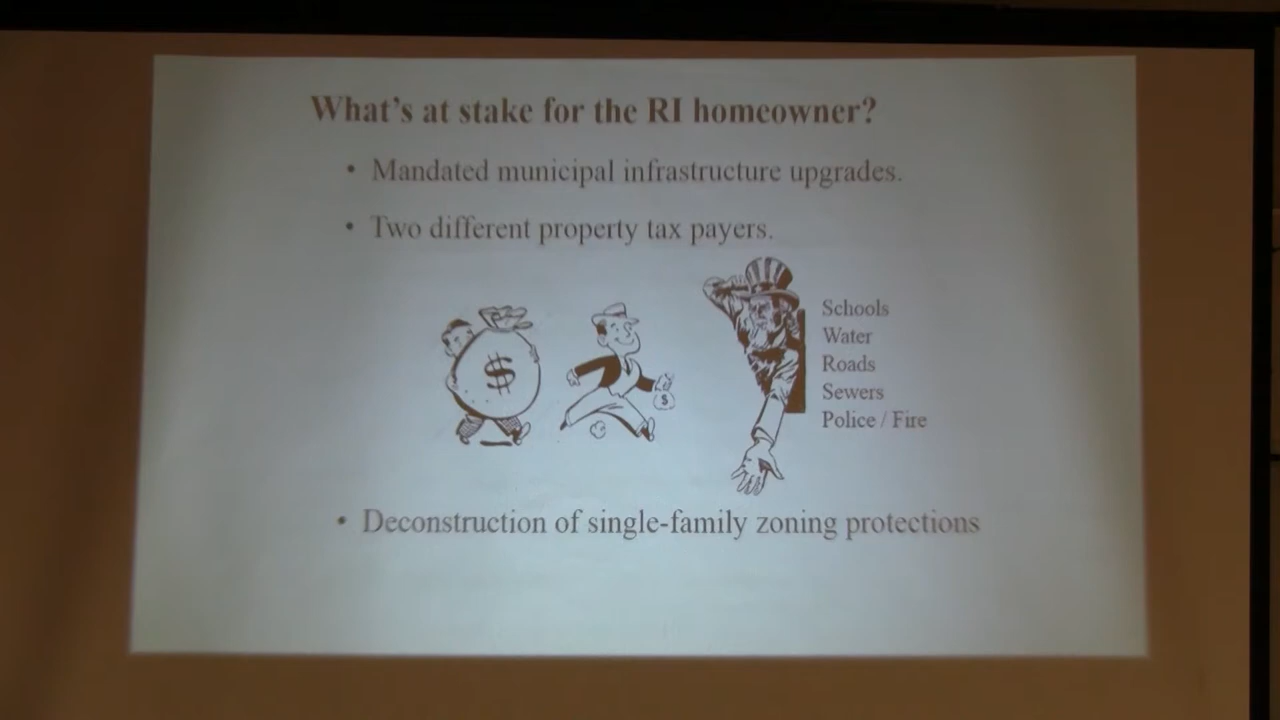 What's at stake for the RI homeowner?
• Mandated municipal infrastructure upgrades.
• Two different property tax payers.
$
$
Schools
Water
Roads
Sewers
Police / Fire
• Deconstruction of single-family zoning protections